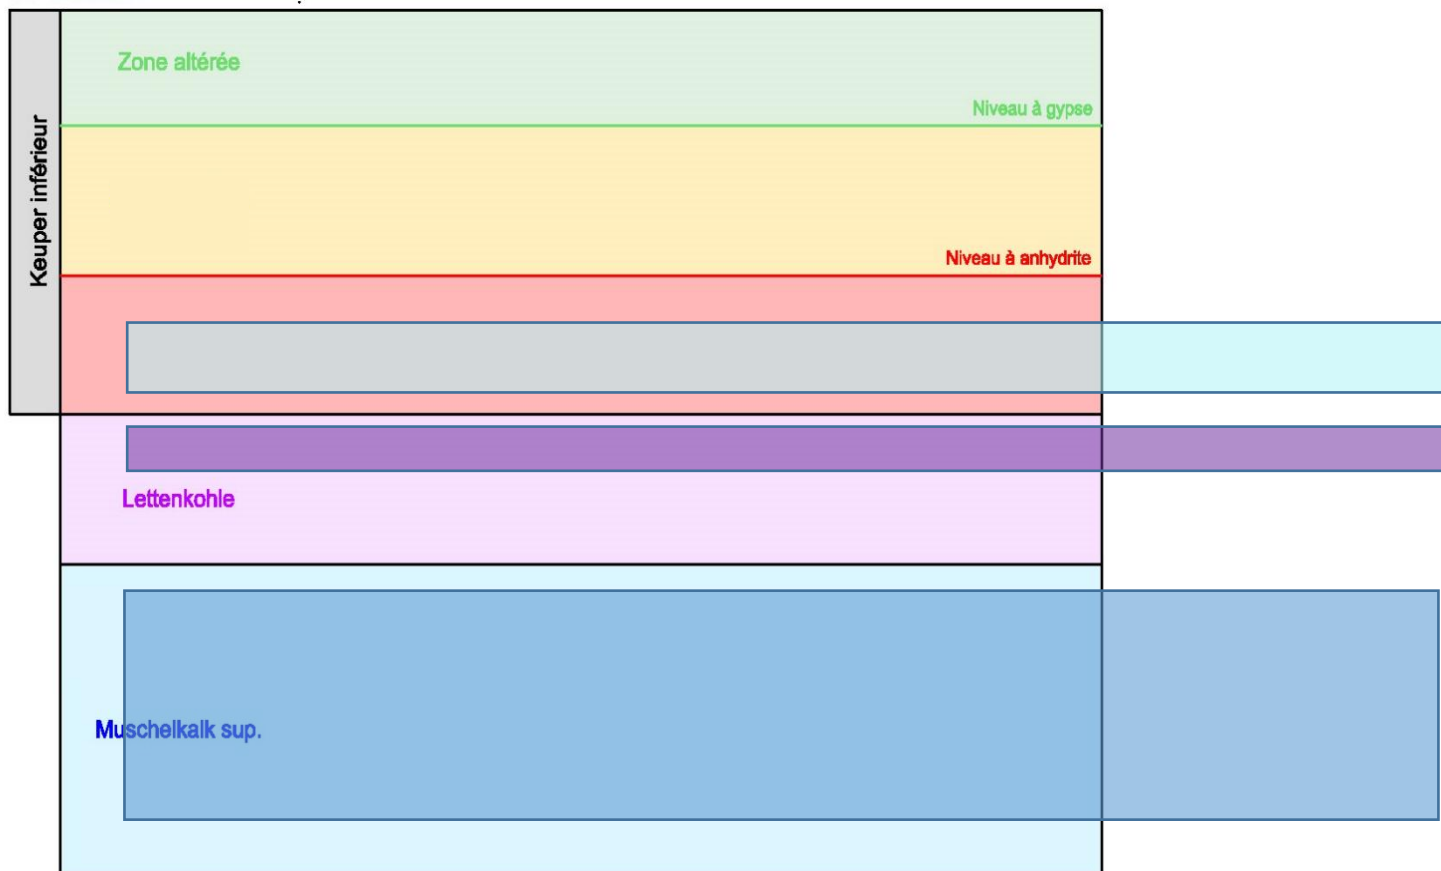 Zone altérée
Niveau à gypse
Keuper inférieur
Niveau à anhydrite
Lettenkohle
Muschelkalk sup.